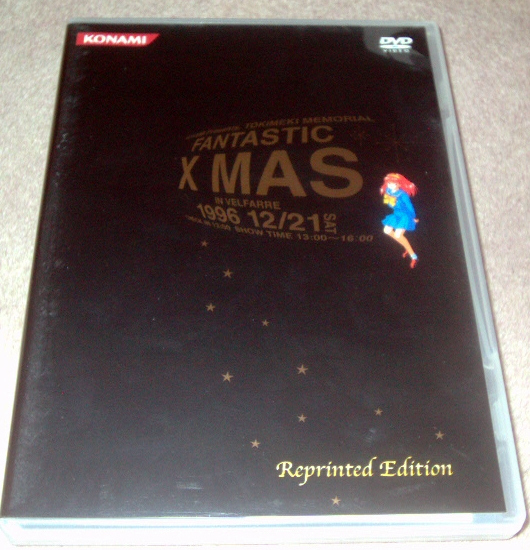 KONAMI
DVD
VIDEO
TOKIMEKI MEMORIAL
FANTASTIC
X MAS
IN VELFARRE
1996 12/21 SAT
SHOW TIME 13:00~16:00
Reprinted Edition